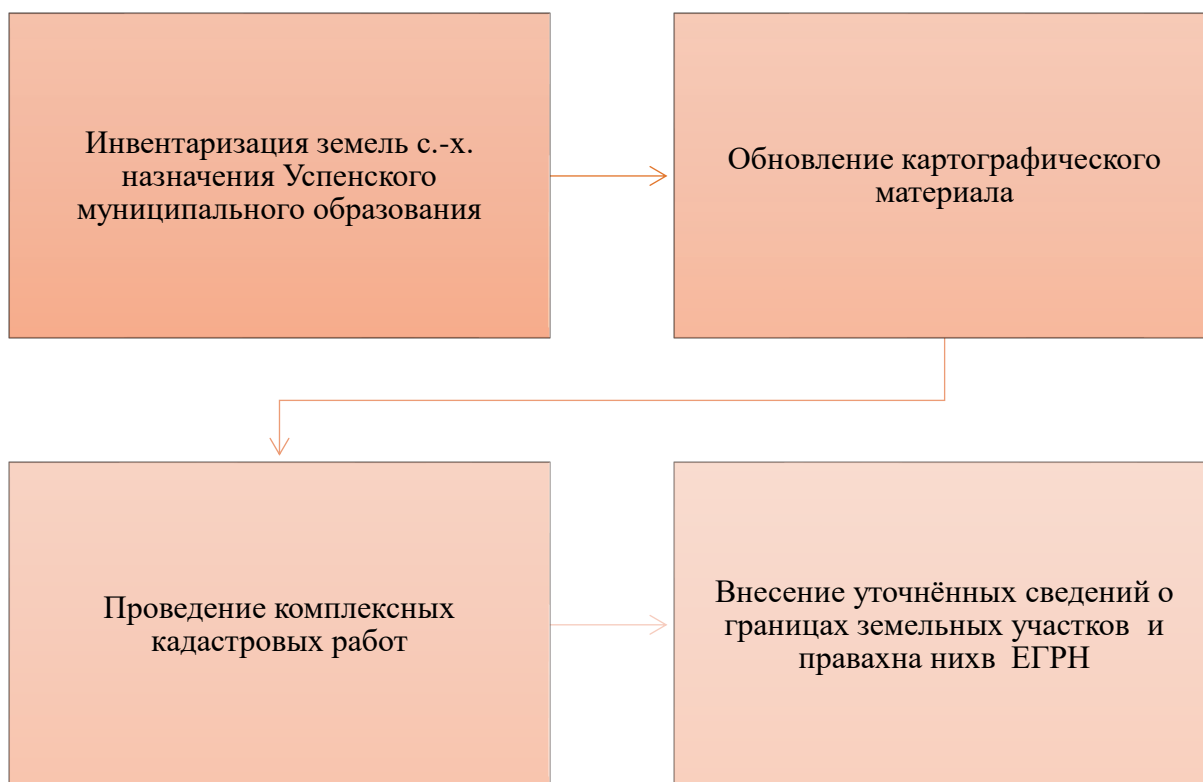 Инвентаризация земель с.-х.
назначения Успенского
муниципального образования
Обновление картографического
материала
Проведение комплексных
кадастровых работ
Внесение уточнённых сведений о
границах земельных участков  и
правахна нихв  ЕГРН